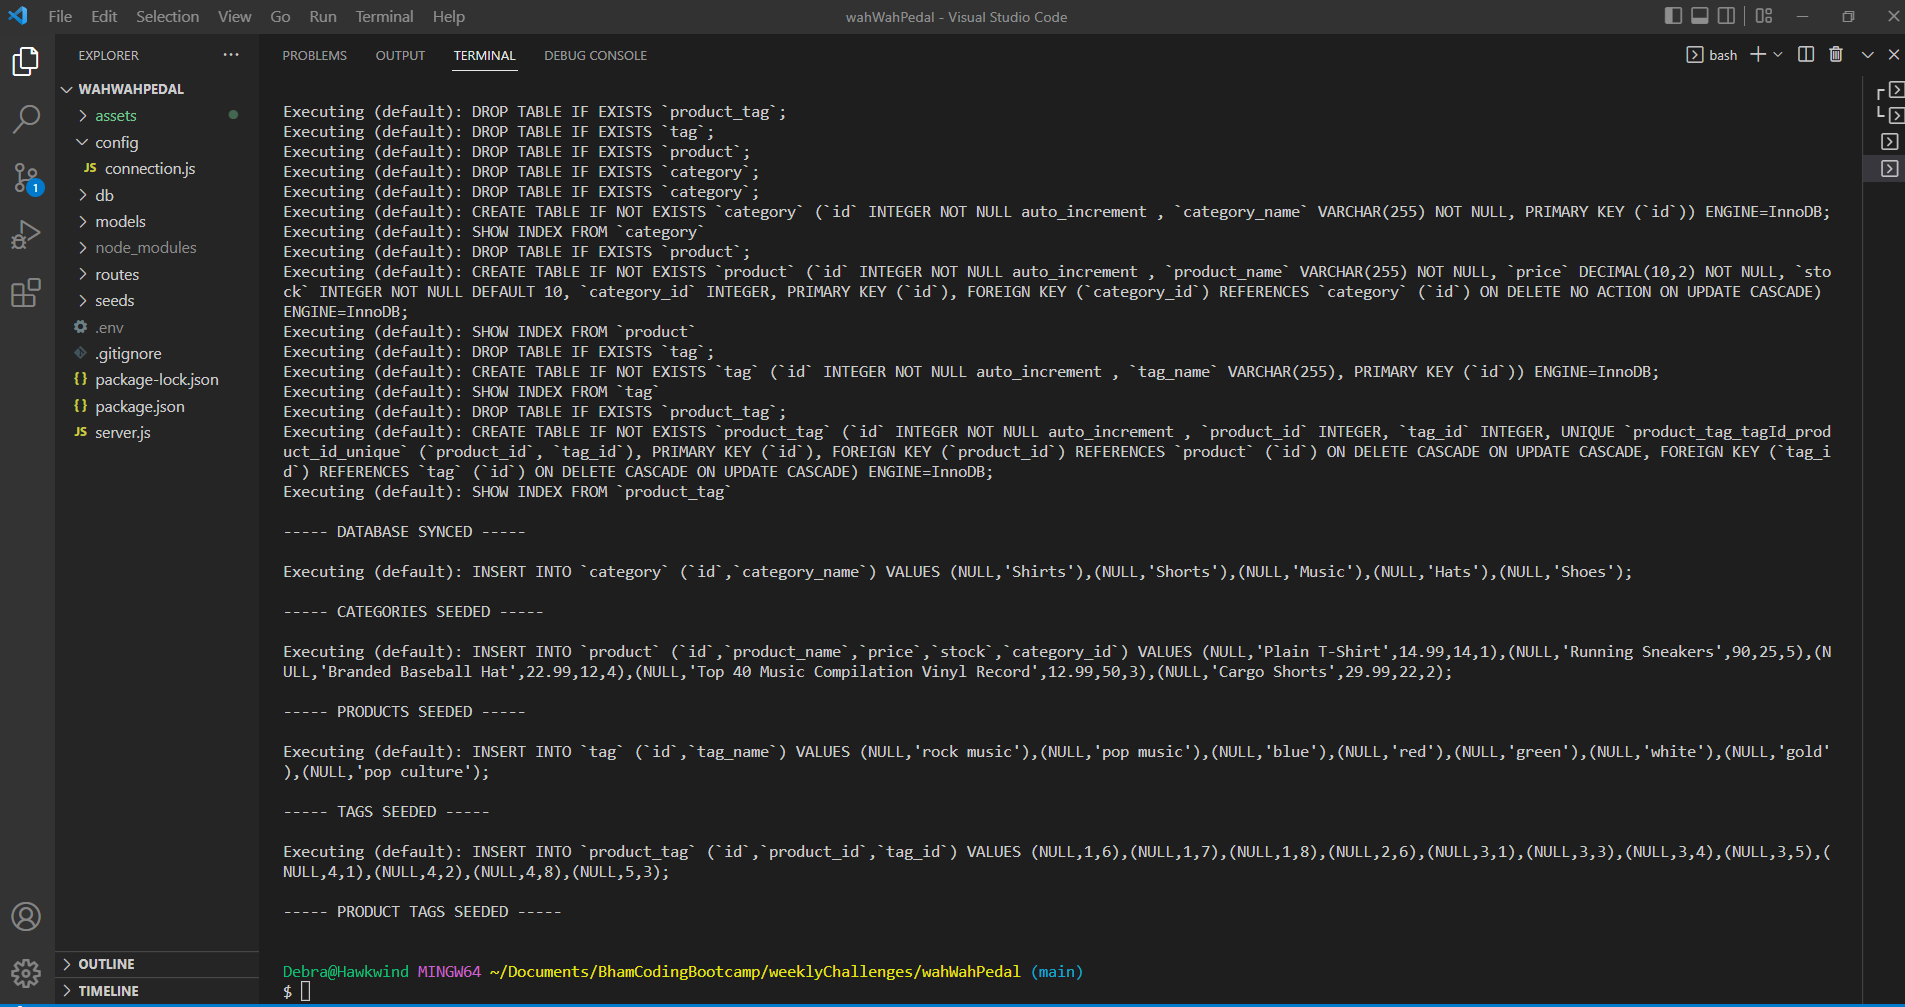 File Edit Selection View Go Run Terminal Help
wahWahPedal - Visual Studio Code
EXPLORER
WAHWAHPEDAL
assets
config
JS connection.js
db
models
node_modules
routes
seeds
.env
.gitignore
{} package-lock.json
{} package.json
JS server.js
OUTLINE
TIMELINE
1
PROBLEMS OUTPUT TERMINAL DEBUG CONSOLE
bash
Executing (default): DROP TABLE IF EXISTS `product_tag`;
Executing (default): DROP TABLE IF EXISTS `tag`;
Executing (default): DROP TABLE IF EXISTS `product`;
Executing (default): DROP TABLE IF EXISTS `category`;
Executing (default): DROP TABLE IF EXISTS `category`;
Executing (default): CREATE TABLE IF NOT EXISTS `category` (`id` INTEGER NOT NULL auto_increment , `category_name` VARCHAR(255) NOT NULL, PRIMARY KEY (`id`)) ENGINE=InnoDB;
Executing (default): SHOW INDEX FROM `category`
Executing (default): DROP TABLE IF EXISTS `product`;
Executing (default): CREATE TABLE IF NOT EXISTS `product` (`id` INTEGER NOT NULL auto_increment , `product_name` VARCHAR(255) NOT NULL, `price` DECIMAL(10,2) NOT NULL, `sto
ck` INTEGER NOT NULL DEFAULT 10, `category_id` INTEGER, PRIMARY KEY (`id`), FOREIGN KEY (`category_id`) REFERENCES `category` (`id`) ON DELETE NO ACTION ON UPDATE CASCADE)
ENGINE=InnoDB;
Executing (default): SHOW INDEX FROM `product`
Executing (default): DROP TABLE IF EXISTS `tag`;
Executing (default): CREATE TABLE IF NOT EXISTS `tag` (`id` INTEGER NOT NULL auto_increment , `tag_name` VARCHAR(255), PRIMARY KEY (`id`)) ENGINE=InnoDB;
Executing (default): SHOW INDEX FROM `tag`
Executing (default): DROP TABLE IF EXISTS `product_tag`;
Executing (default): CREATE TABLE IF NOT EXISTS `product_tag` (`id` INTEGER NOT NULL auto_increment , `product_id` INTEGER, `tag_id` INTEGER, UNIQUE `product_tag_tagId_prod
uct_id_unique` (`product_id`, `tag_id`), PRIMARY KEY (`id`), FOREIGN KEY (`product_id`) REFERENCES `product` (`id`) ON DELETE CASCADE ON UPDATE CASCADE, FOREIGN KEY (`tag_i
d`) REFERENCES `tag` (`id`) ON DELETE CASCADE ON UPDATE CASCADE) ENGINE=InnoDB;
Executing (default): SHOW INDEX FROM `product_tag`
----- DATABASE SYNCED -----
Executing (default): INSERT INTO `category` (`id`,`category_name`) VALUES (NULL,'Shirts'),(NULL,'Shorts'),(NULL,'Music'),(NULL,'Hats'),(NULL,'Shoes');
----- CATEGORIES SEEDED -----
Executing (default): INSERT INTO `product` (`id`,`product_name`,`price`,`stock`,`category_id`) VALUES (NULL,'Plain T-Shirt',14.99,14,1),(NULL,'Running Sneakers',90,25,5),(N
ULL,'Branded Baseball Hat',22.99,12,4),(NULL,'Top 40 Music Compilation Vinyl Record',12.99,50,3),(NULL,'Cargo Shorts',29.99,22,2);
----- PRODUCTS SEEDED -----
Executing (default): INSERT INTO `tag` (`id`,`tag_name`) VALUES (NULL,'rock music'),(NULL,'pop music'),(NULL,'blue'),(NULL,'red'),(NULL,'green'),(NULL,'white'),(NULL,'gold'
),(NULL,'pop culture');
----- TAGS SEEDED -----
Executing (default): INSERT INTO `product_tag` (`id`,`product_id`,`tag_id`) VALUES (NULL,1,6),(NULL,1,7),(NULL,1,8),(NULL,2,6),(NULL,3,1),(NULL,3,3),(NULL,3,4),(NULL,3,5),(
NULL,4,1),(NULL,4,2),(NULL,4,8),(NULL,5,3);
----- PRODUCT TAGS SEEDED -----
Debra@Hawkwind MINGW64 ~/Documents/BhamCodingBootcamp/weeklyChallenges/wahWahPedal (main)
$